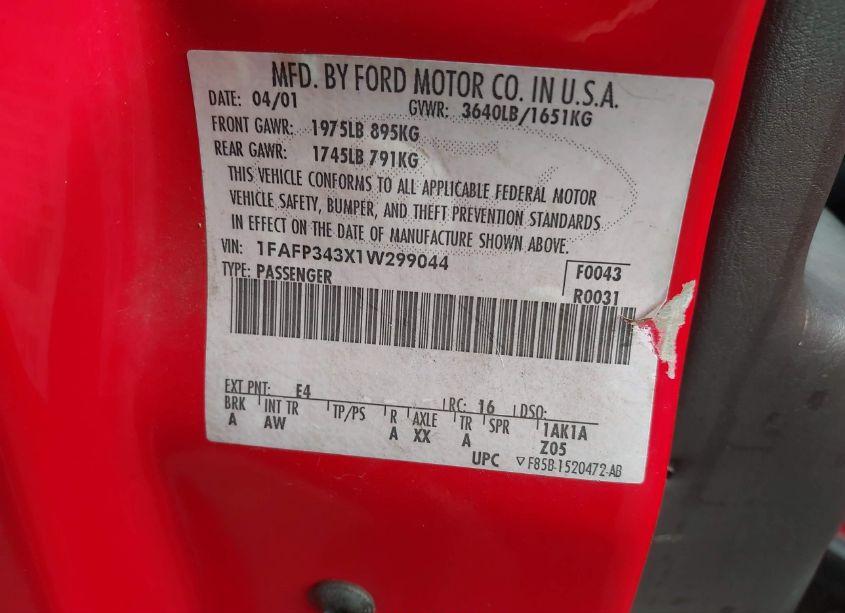 MFD. BY FORD MOTOR CO. IN U.S.A.
DATE: 04/01 GVWR: 3640LB/1651KG
FRONT GAWR: 1975LB 895KG
REAR GAWR: 1745LB 791KG
THIS VEHICLE CONFORMS TO ALL APPLICABLE FEDERAL MOTOR
VEHICLE SAFETY, BUMPER, AND THEFT PREVENTION STANDARDS
IN EFFECT ON THE DATE OF MANUFACTURE SHOWN ABOVE.
VIN: 1FAFP343X1W299044 F0043
TYPE: PASSENGER R0031
EXT PNT: E4 RC: 16 DSO:
BRK INT TR TP/PS R AXLE TR SPR 1AK1A
A AW A XX A Z05
UPC ▽F85B-1520472-AB